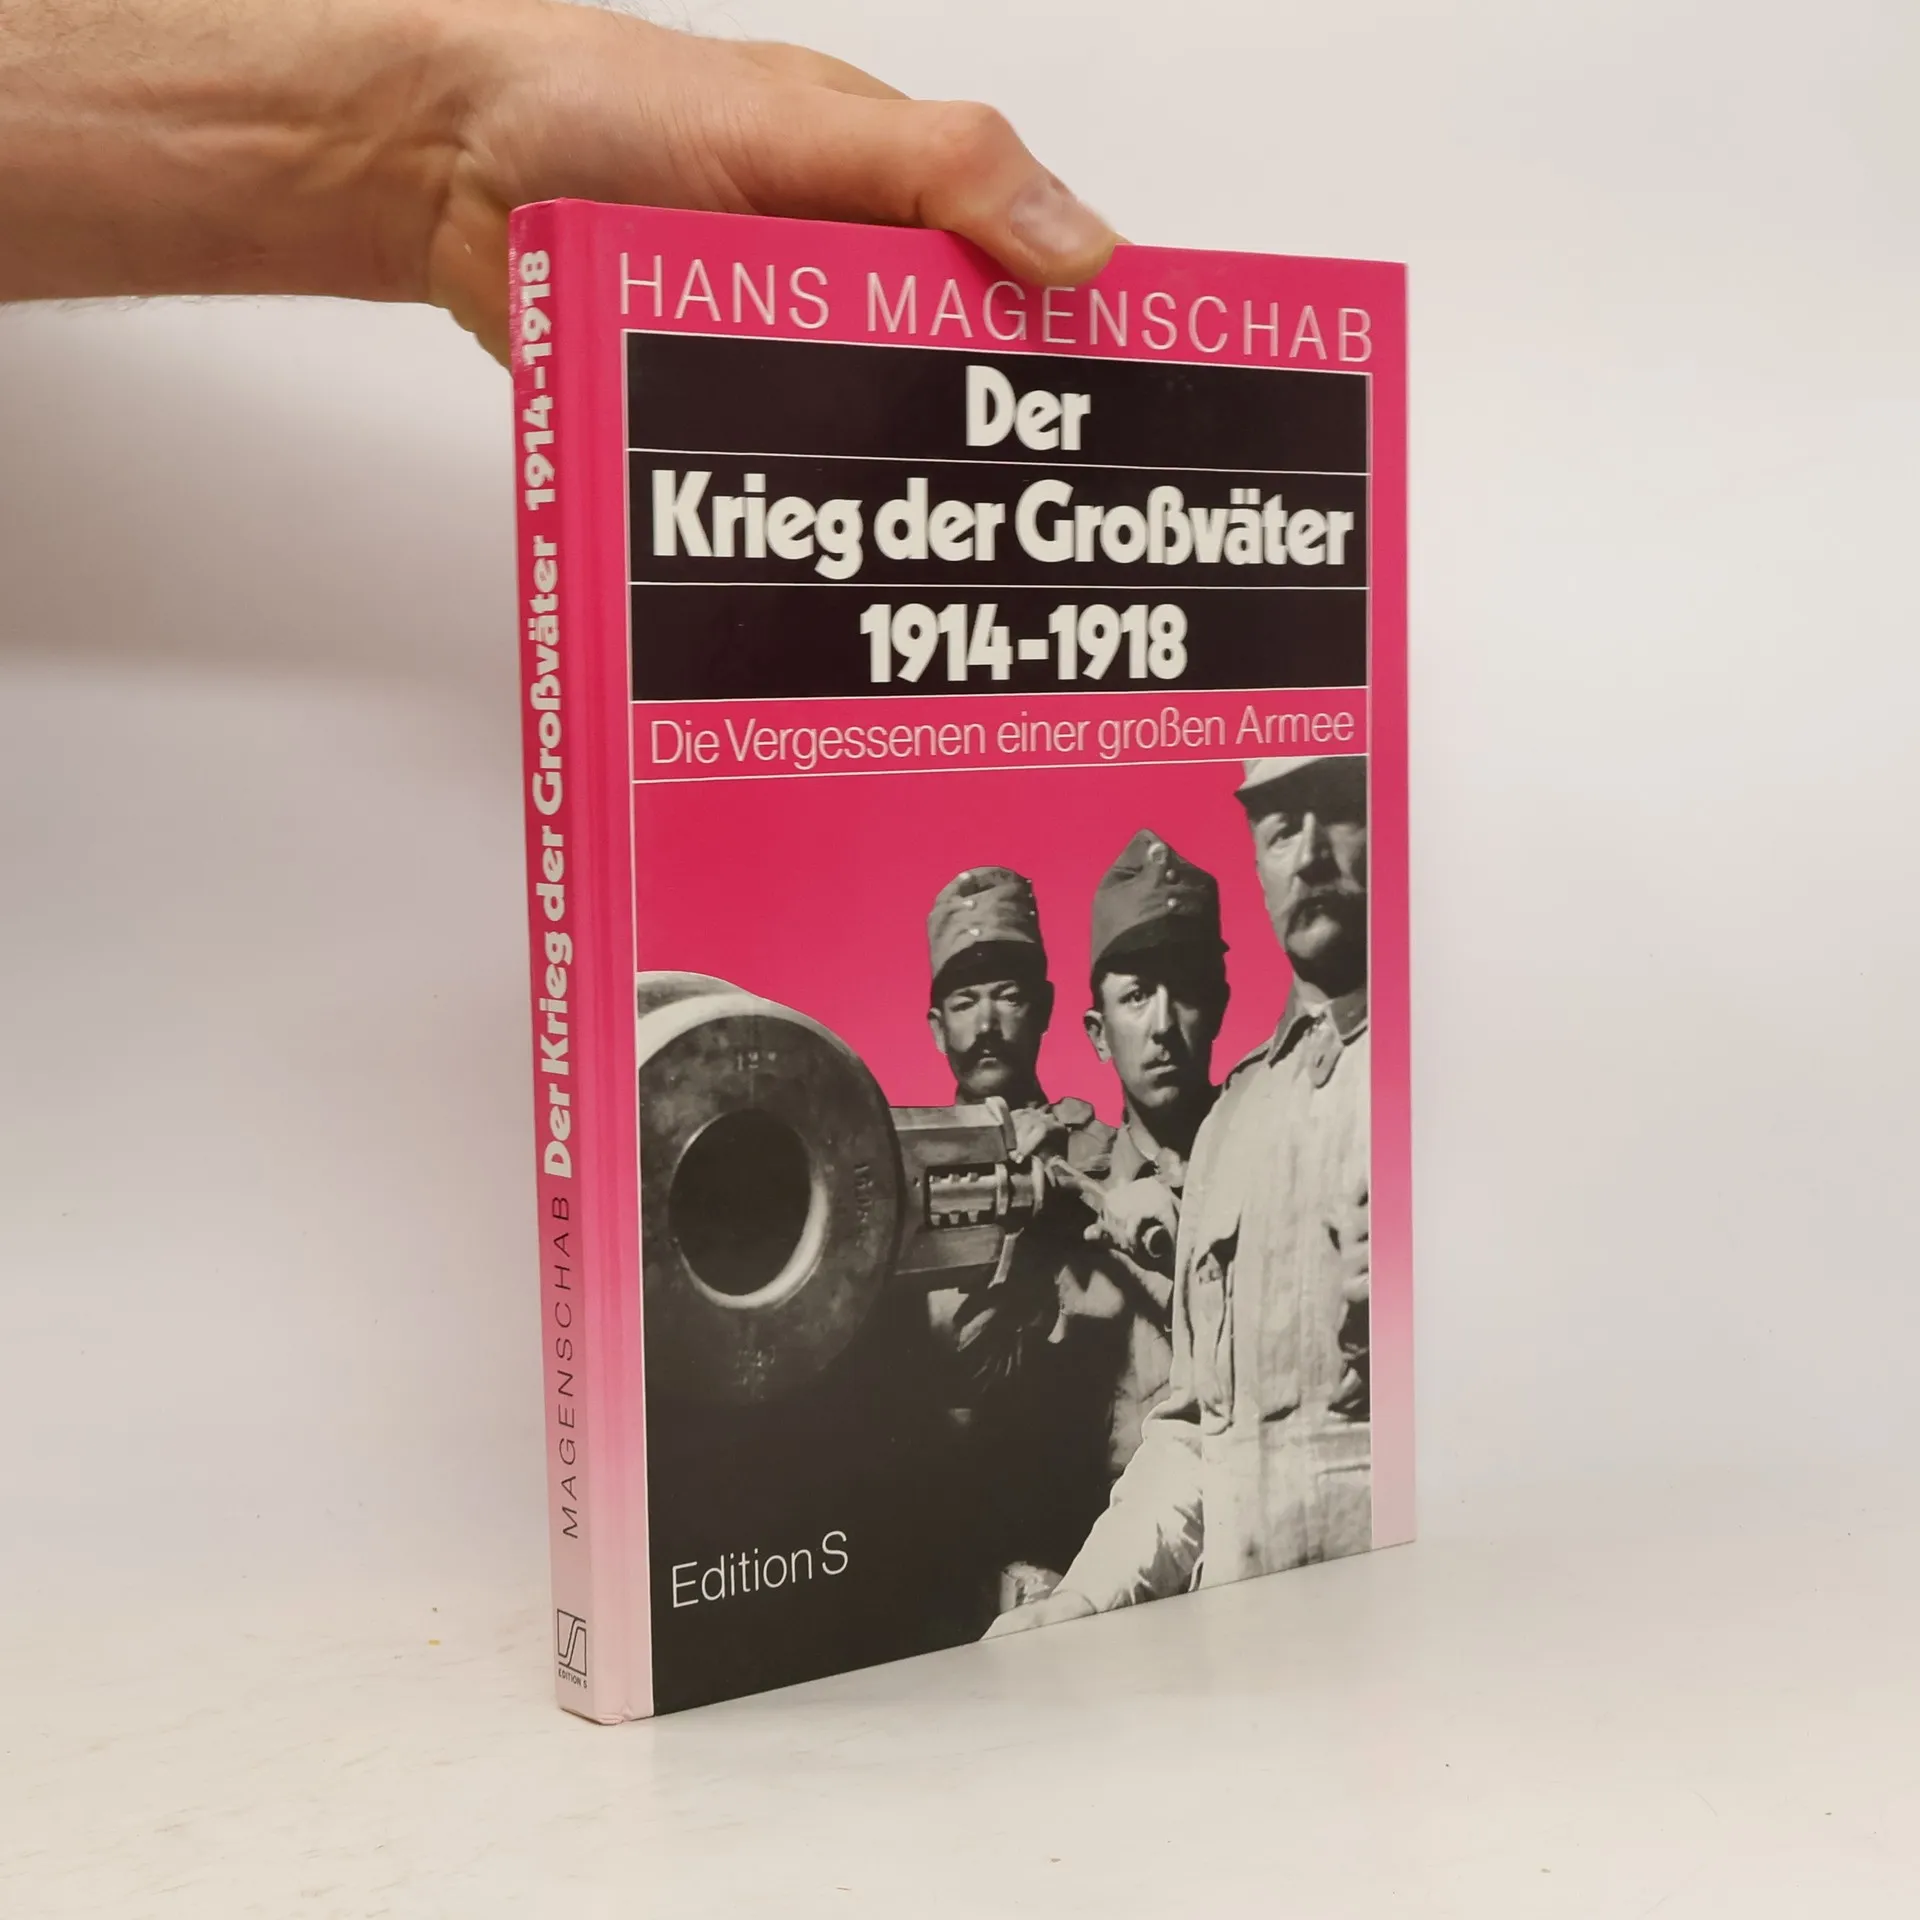 HANS MAGENSCHAB
Der
Krieg der Großväter
1914-1918
Die Vergessenen einer großen Armee
Edition S
MAGENSCHAB Der Krieg der Großväter 1914-1918
EDITION S